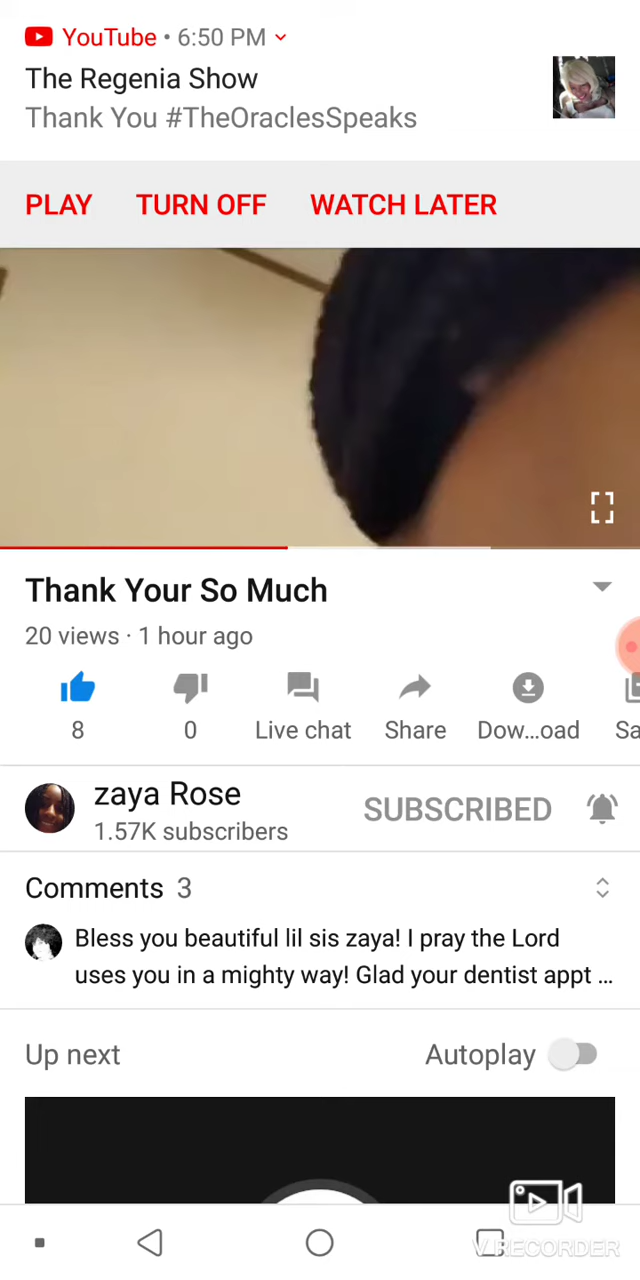 YouTube • 6:50 PM
The Regenia Show
Thank You #TheOraclesSpeaks
PLAY TURN OFF WATCH LATER
Thank Your So Much
20 views · 1 hour ago
8 0 Live chat Share Dow...oad Sa
zaya Rose
1.57K subscribers
SUBSCRIBED
Comments 3
Bless you beautiful lil sis zaya! I pray the Lord
uses you in a mighty way! Glad your dentist appt ...
Up next Autoplay
V RECORDER